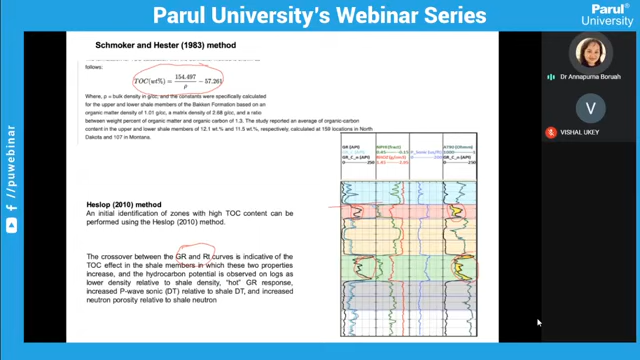 Parul University's Webinar Series
Parul®
University
Schmoker and Hester (1983) method
follows:
TOC(wt%) = 154.497 / ρ − 57.261
Where, ρ = bulk density in g/cc, and the constants were specifically calculated
for the upper and lower shale members of the Bakken Formation based on an
organic matter density of 1.01 g/cc, a matrix density of 2.68 g/cc, and a ratio
between weight percent of organic matter and organic carbon of 1.3. The study reported an average of organic-carbon
content in the upper and lower shale members of 12.1 wt% and 11.5 wt%, respectively, calculated at 159 locations in North
Dakota and 107 in Montana.
Heslop (2010) method
An initial identification of zones with high TOC content can be
performed using the Heslop (2010) method.
The crossover between the GR and Rt curves is indicative of
the TOC effect in the shale members in which these two properties
increase, and the hydrocarbon potential is observed on logs as
lower density relative to shale density, "hot" GR response,
increased P-wave sonic (DT) relative to shale DT, and increased
neutron porosity relative to shale neutron
GR (API)
GR_C_n (API)
0 -250
Dr Annapurna Boruah
V
VISHAL UKEY
/paruluniversity
#puwebinar